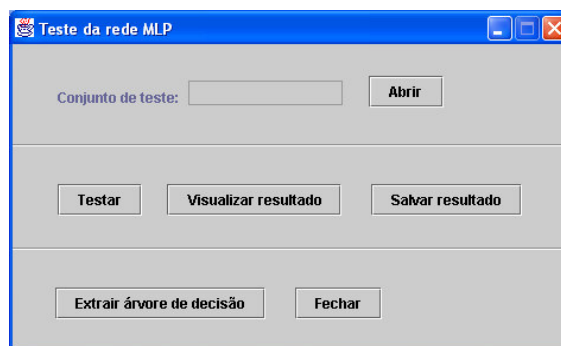 Teste da rede MLP
Conjunto de teste: Abrir
Testar Visualizar resultado Salvar resultado
Extrair árvore de decisão Fechar